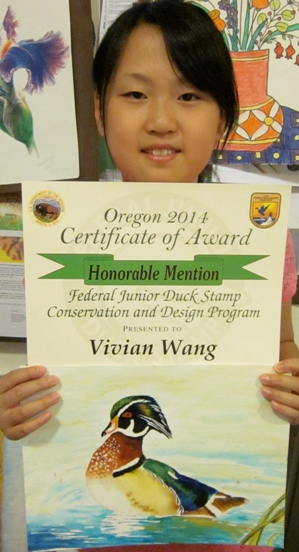 Oregon 2014
Certificate of Award
Honorable Mention
Federal Junior Duck Stamp
Conservation and Design Program
PRESENTED TO
Vivian Wang